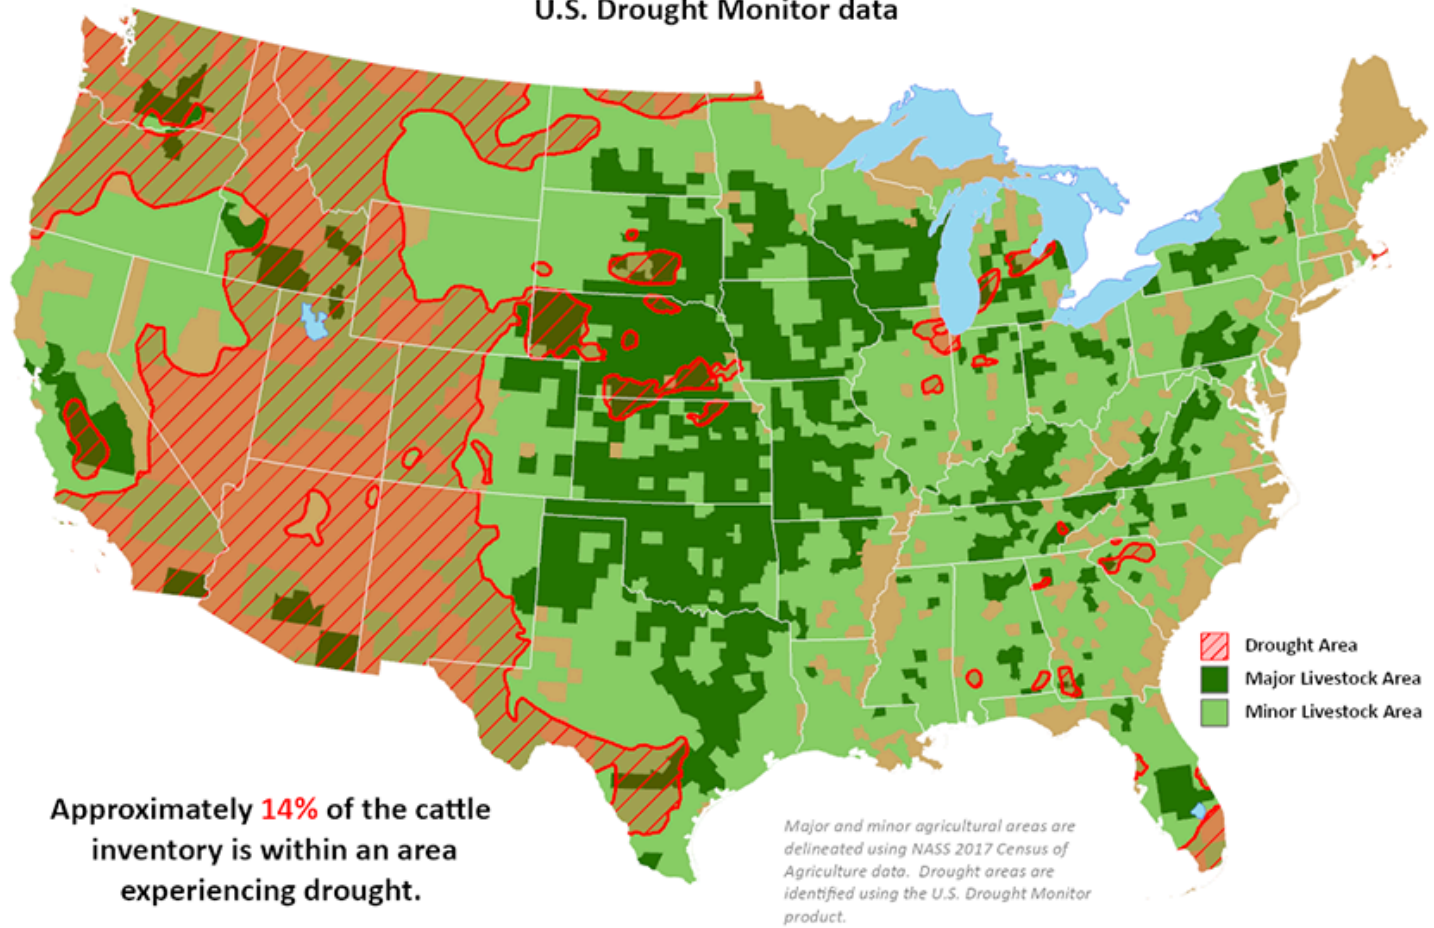 U.S. Drought Monitor data
Drought Area
Major Livestock Area
Minor Livestock Area
Approximately 14% of the cattle
inventory is within an area
experiencing drought.
Major and minor agricultural areas are
delineated using NASS 2017 Census of
Agriculture data. Drought areas are
identified using the U.S. Drought Monitor
product.